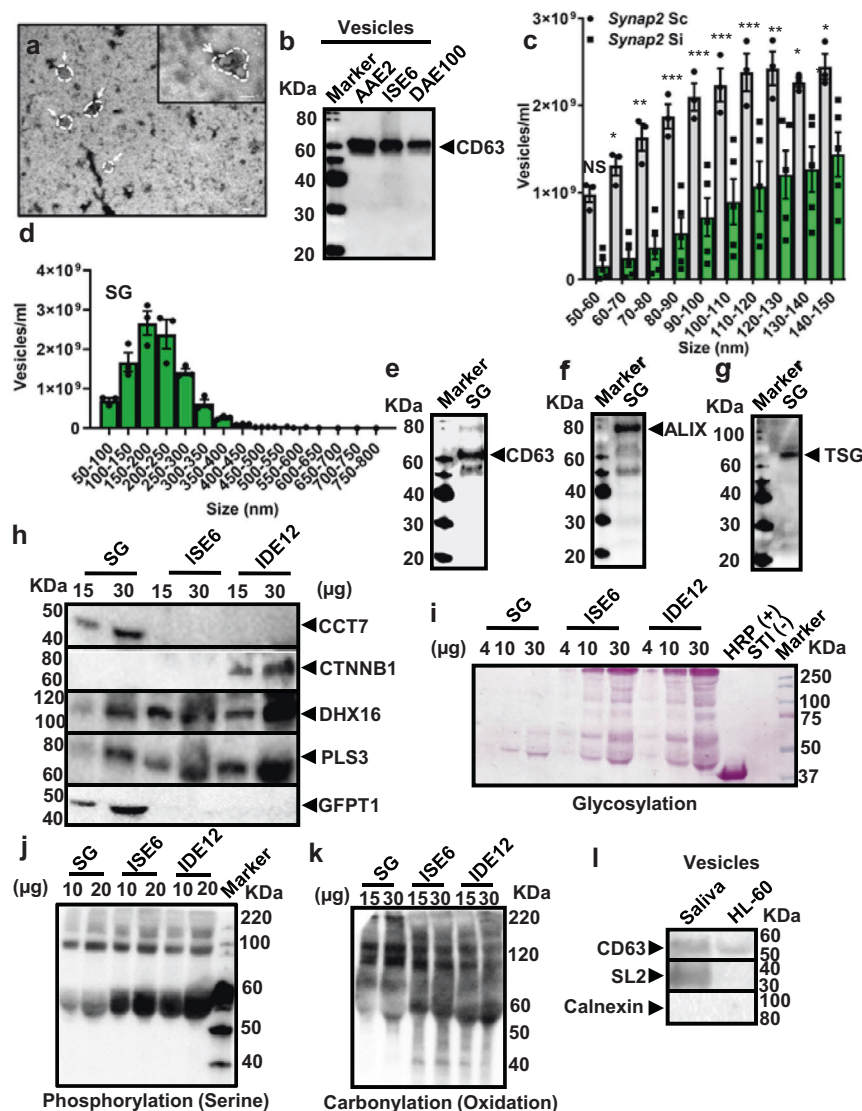 a
b
Vesicles
KDa
Marker
AAE2
ISE6
DAE100
80
60
40
30
20
CD63
c
Synap2 Sc
Synap2 Si
Vesicles/ml
3×10⁹
2×10⁹
1×10⁹
0
NS
*
**
***
***
***
***
**
*
*
50-60
60-70
70-80
80-90
90-100
100-110
110-120
120-130
130-140
140-150
Size (nm)
d
SG
Vesicles/ml
4×10⁹
3×10⁹
2×10⁹
1×10⁹
0
50-100
100-150
150-200
200-250
250-300
300-350
350-400
400-450
450-500
500-550
550-600
600-650
650-700
700-750
750-800
Size (nm)
e
KDa
Marker
SG
80
60
40
30
20
CD63
f
KDa
Marker
SG
80
60
40
30
20
ALIX
g
KDa
Marker
SG
100
80
60
40
30
20
TSG
h
SG ISE6 IDE12
KDa 15 30 15 30 15 30 (µg)
50
40
CCT7
80
60
CTNNB1
120
100
DHX16
80
60
PLS3
50
40
GFPT1
i
SG ISE6 IDE12 HRP (+) STI (-) Marker
(µg) 4 10 30 4 10 30 4 10 30 KDa
250
100
75
50
37
Glycosylation
j
SG ISE6 IDE12 Marker
(µg) 10 20 10 20 10 20 KDa
220
100
60
50
40
Phosphorylation (Serine)
k
SG ISE6 IDE12
(µg) 15 30 15 30 15 30 KDa
220
120
60
50
40
Carbonylation (Oxidation)
l
Vesicles
Saliva HL-60
KDa
CD63 60
50
SL2 40
30
Calnexin 100
80